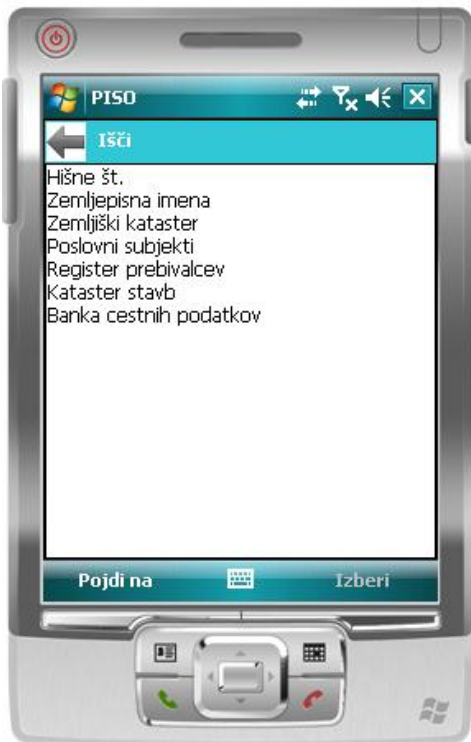 PISO
Išči
Hišne št.
Zemljepisna imena
Zemljiški kataster
Poslovni subjekti
Register prebivalcev
Kataster stavb
Banka cestnih podatkov
Pojdi na
Izberi